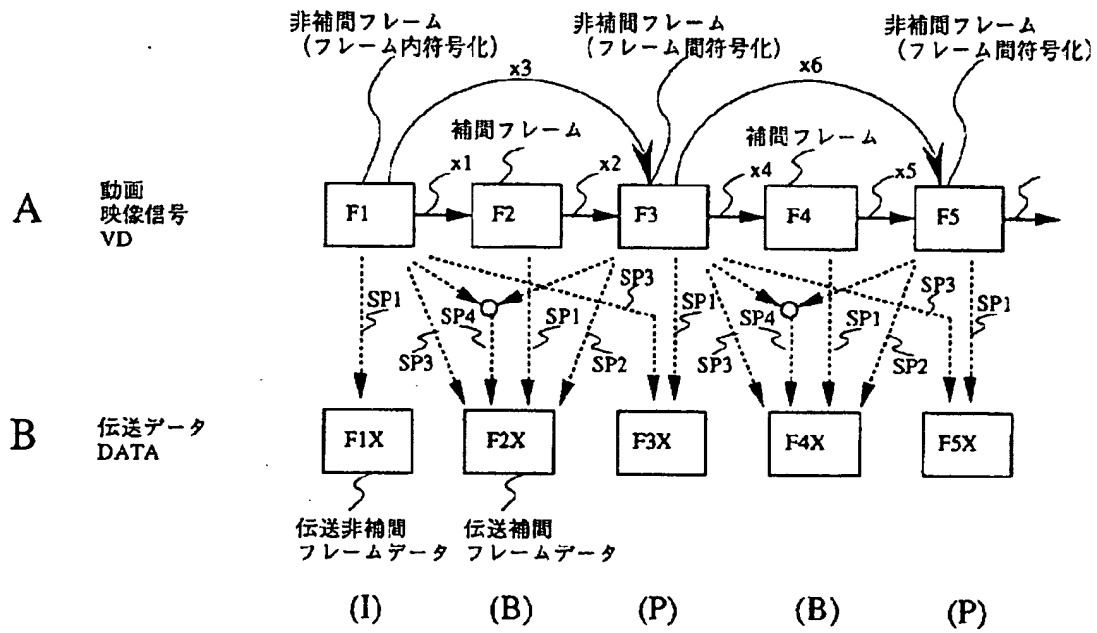 非補間フレーム
(フレーム内符号化)
非補間フレーム
(フレーム間符号化)
非補間フレーム
(フレーム間符号化)
x3
x6
補間フレーム
補間フレーム
x1
x2
x4
x5
A
動画
映像信号
VD
F1
F2
F3
F4
F5
SP1
SP3
SP4
SP1
SP2
SP3
SP1
SP3
SP4
SP1
SP2
SP3
SP1
B
伝送データ
DATA
F1X
F2X
F3X
F4X
F5X
伝送非補間
フレームデータ
伝送補間
フレームデータ
(I)
(B)
(P)
(B)
(P)